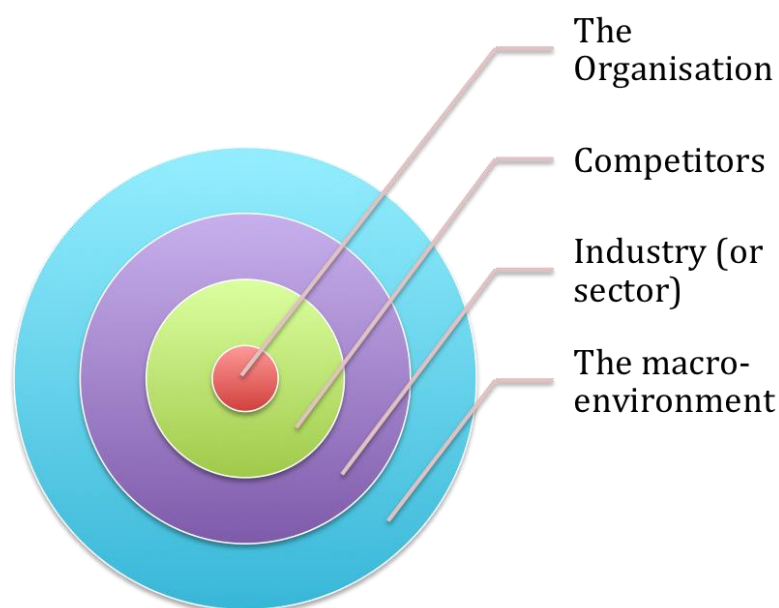 The
Organisation
Competitors
Industry (or
sector)
The macro-
environment